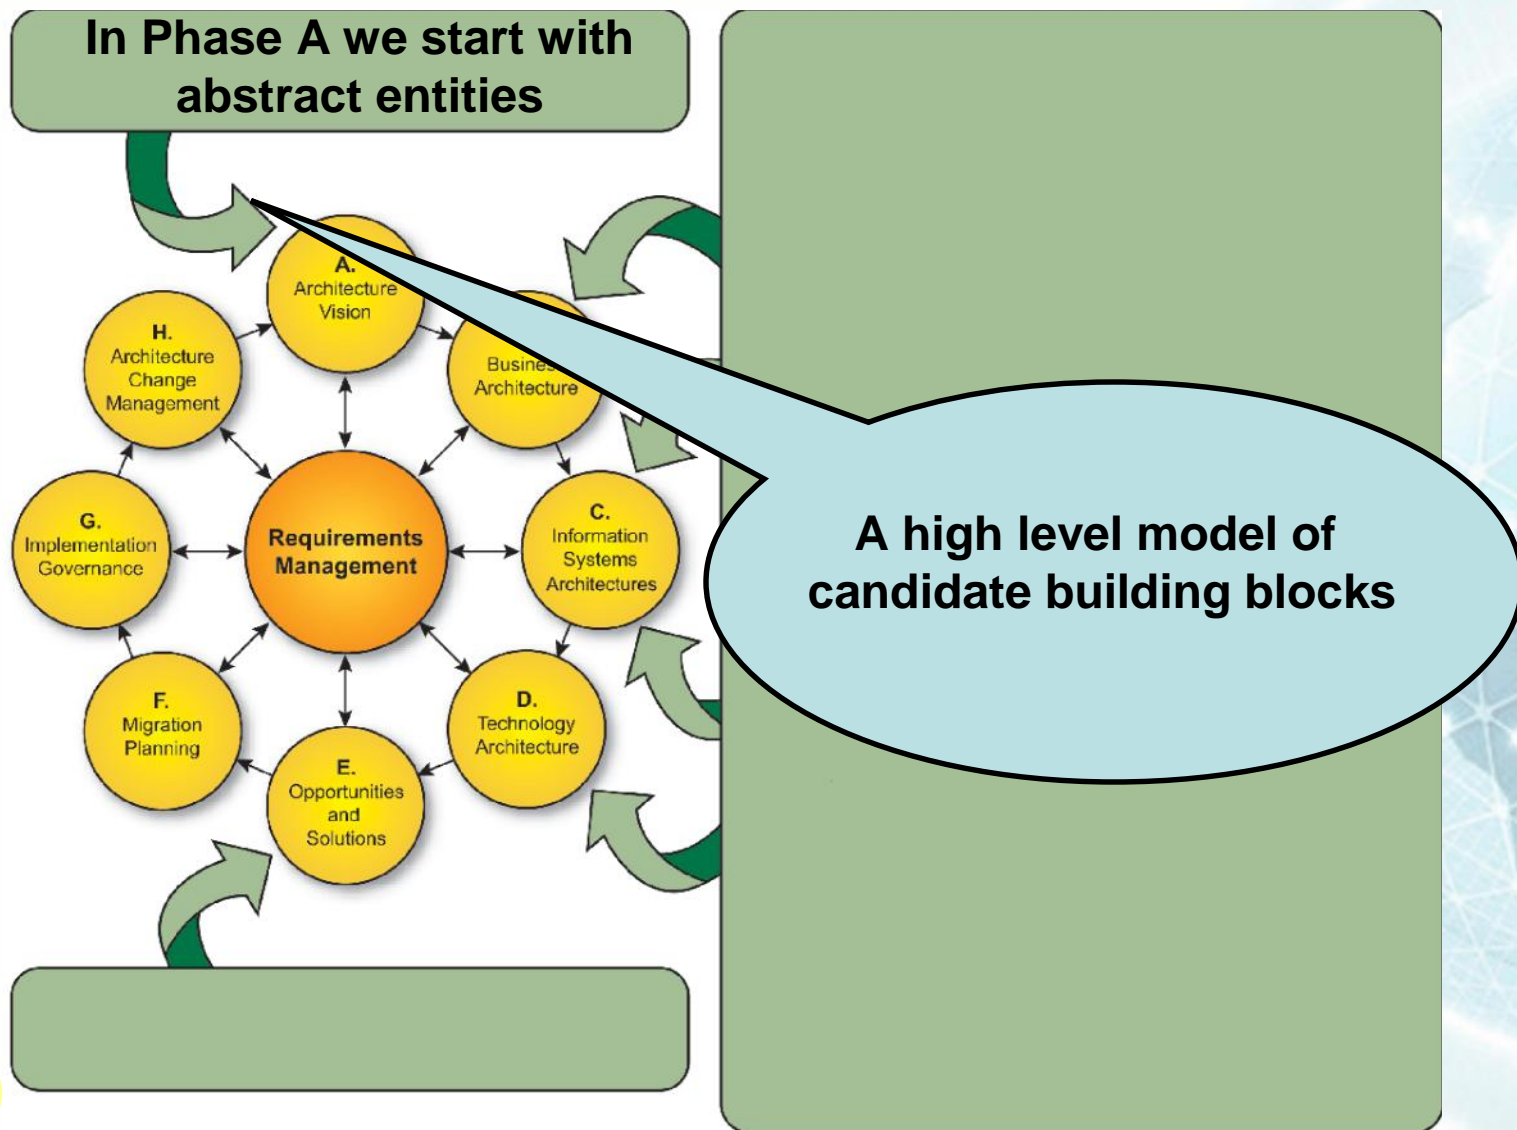 In Phase A we start with
abstract entities
A.
Architecture
Vision
H.
Architecture
Change
Management
Business
Architecture
G.
Implementation
Governance
Requirements
Management
C.
Information
Systems
Architectures
A high level model of
candidate building blocks
F.
Migration
Planning
D.
Technology
Architecture
E.
Opportunities
and
Solutions